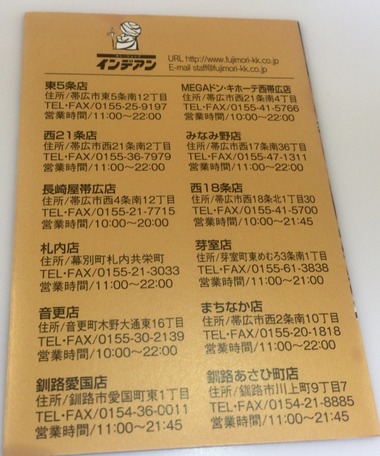 インデアン
URL http://www.fujimori-kk.co.jp
E-mail staff@fujimori-kk.co.jp
東5条店
住所/帯広市東5条南12丁目
TEL・FAX/0155-25-9197
営業時間/11:00〜22:00
西21条店
住所/帯広市西21条南2丁目
TEL・FAX/0155-36-7979
営業時間/11:00〜22:00
長崎屋帯広店
住所/帯広市西4条南12丁目
TEL・FAX/0155-21-7715
営業時間/10:00〜20:00
札内店
住所/幕別町札内共栄町
TEL・FAX/0155-21-3033
営業時間/11:00〜22:00
音更店
住所/音更町木野大通東16丁目
TEL・FAX/0155-30-2139
営業時間/10:00〜22:00
釧路愛国店
住所/釧路市愛国町東1丁目
TEL・FAX/0154-36-0011
営業時間/11:00〜21:45
MEGAドン・キホーテ西帯広店
住所/帯広市西21条南4丁目
TEL・FAX/0155-41-5766
営業時間/10:00〜22:00
みなみ野店
住所/帯広市西17条南36丁目
TEL・FAX/0155-47-1311
営業時間/11:00〜22:00
西18条店
住所/帯広市西18条北1丁目30
TEL・FAX/0155-41-5700
営業時間/10:00〜21:45
芽室店
住所/芽室町東めむろ3条南1丁目
TEL・FAX/0155-61-3838
営業時間/11:00〜21:00
まちなか店
住所/帯広市西2条南10丁目
TEL・FAX/0155-20-1818
営業時間/11:00〜21:00
釧路あさひ町店
住所/釧路市川上町9丁目7
TEL・FAX/0154-21-8885
営業時間/11:00〜21:45